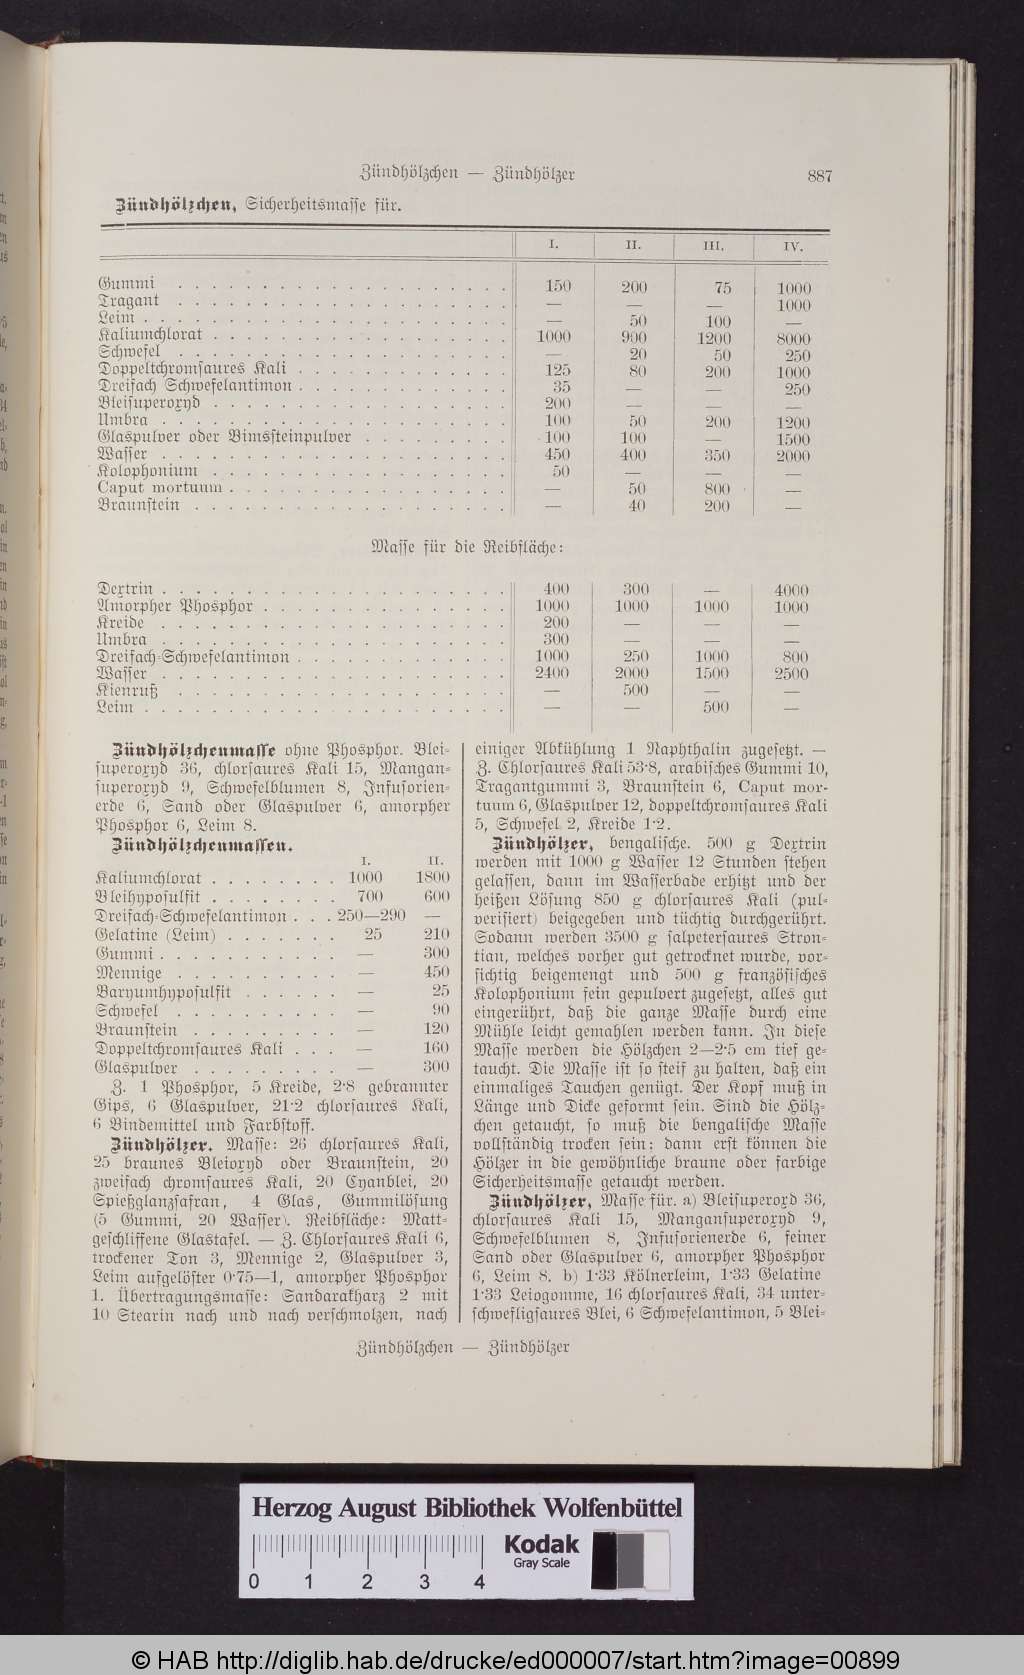 Zündhölzchen — Zündhölzer 887
Zündhölzchen, Sicherheitsmasse für.
I. II. III. IV.
Gummi . . . 150 200 75 1000
Tragant . . . — — — 1000
Leim . . . — 50 100 —
Kaliumchlorat . . . 1000 900 1200 8000
Schwefel . . . — 20 50 250
Doppeltchromsaures Kali . . . 125 80 200 1000
Dreifach Schwefelantimon . . . 35 — — 250
Bleisuperoxyd . . . 200 — — —
Umbra . . . 100 50 200 1200
Glaspulver oder Bimssteinpulver . . . 100 100 — 1500
Wasser . . . 450 400 350 2000
Kolophonium . . . 50 — — —
Caput mortuum . . . — 50 800 —
Braunstein . . . — 40 200 —
Masse für die Reibfläche:
Dextrin . . . 400 300 — 4000
Amorpher Phosphor . . . 1000 1000 1000 1000
Kreide . . . 200 — — —
Umbra . . . 300 — — —
Dreifach-Schwefelantimon . . . 1000 250 1000 800
Wasser . . . 2400 2000 1500 2500
Kienruß . . . — 500 — —
Leim . . . — — 500 —
Zündhölzchenmasse ohne Phosphor. Blei-
superoxyd 36, chlorsaures Kali 15, Mangan-
superoxyd 9, Schwefelblumen 8, Infusorien-
erde 6, Sand oder Glaspulver 6, amorpher
Phosphor 6, Leim 8.
Zündhölzchenmassen.
I. II.
Kaliumchlorat . . . 1000 1800
Bleihyposulfit . . . 700 600
Dreifach-Schwefelantimon . . . 250—290 —
Gelatine (Leim) . . . 25 210
Gummi . . . — 300
Mennige . . . — 450
Baryumhyposulfit . . . — 25
Schwefel . . . — 90
Braunstein . . . — 120
Doppeltchromsaures Kali . . . — 160
Glaspulver . . . — 300
Z. 1 Phosphor, 5 Kreide, 2·8 gebrannter
Gips, 6 Glaspulver, 21·2 chlorsaures Kali,
6 Bindemittel und Farbstoff.
Zündhölzer. Masse: 26 chlorsaures Kali,
25 braunes Bleioxyd oder Braunstein, 20
zweifach chromsaures Kali, 20 Cyanblei, 20
Spießglanzsafran, 4 Glas, Gummilösung
(5 Gummi, 20 Wasser). Reibfläche: Matt-
geschliffene Glastafel. — Z. Chlorsaures Kali 6,
trockener Ton 3, Mennige 2, Glaspulver 3,
Leim aufgelöster 0·75—1, amorpher Phosphor
1. Übertragungsmasse: Sandarakharz 2 mit
10 Stearin nach und nach verschmolzen, nach
einiger Abkühlung 1 Naphthalin zugesetzt. —
Z. Chlorsaures Kali 53·8, arabisches Gummi 10,
Tragantgummi 3, Braunstein 6, Caput mor-
tuum 6, Glaspulver 12, doppeltchromsaures Kali
5, Schwefel 2, Kreide 1·2.
Zündhölzer, bengalische. 500 g Dextrin
werden mit 1000 g Wasser 12 Stunden stehen
gelassen, dann im Wasserbade erhitzt und der
heißen Lösung 850 g chlorsaures Kali (pul-
verisiert) beigegeben und tüchtig durchgerührt.
Sodann werden 3500 g salpetersaures Stron-
tian, welches vorher gut getrocknet wurde, vor-
sichtig beigemengt und 500 g französisches
Kolophonium fein gepulvert zugesetzt, alles gut
eingerührt, daß die ganze Masse durch eine
Mühle leicht gemahlen werden kann. In diese
Masse werden die Hölzchen 2—2·5 cm tief ge-
taucht. Die Masse ist so steif zu halten, daß ein
einmaliges Tauchen genügt. Der Kopf muß in
Länge und Dicke geformt sein. Sind die Hölz-
chen getaucht, so muß die bengalische Masse
vollständig trocken sein; dann erst können die
Hölzer in die gewöhnliche braune oder farbige
Sicherheitsmasse getaucht werden.
Zündhölzer, Masse für. a) Bleisuperoxd 36,
chlorsaures Kali 15, Mangansuperoxyd 9,
Schwefelblumen 8, Infusorienerde 6, feiner
Sand oder Glaspulver 6, amorpher Phosphor
6, Leim 8. b) 1·33 Kölnerleim, 1·33 Gelatine
1·33 Leiogomme, 16 chlorsaures Kali, 34 unter-
schwefligsaures Blei, 6 Schwefelantimon, 5 Blei-
Zündhölzchen — Zündhölzer
Herzog August Bibliothek Wolfenbüttel
Kodak
Gray Scale
0 1 2 3 4
© HAB http://diglib.hab.de/drucke/ed000007/start.htm?image=00899